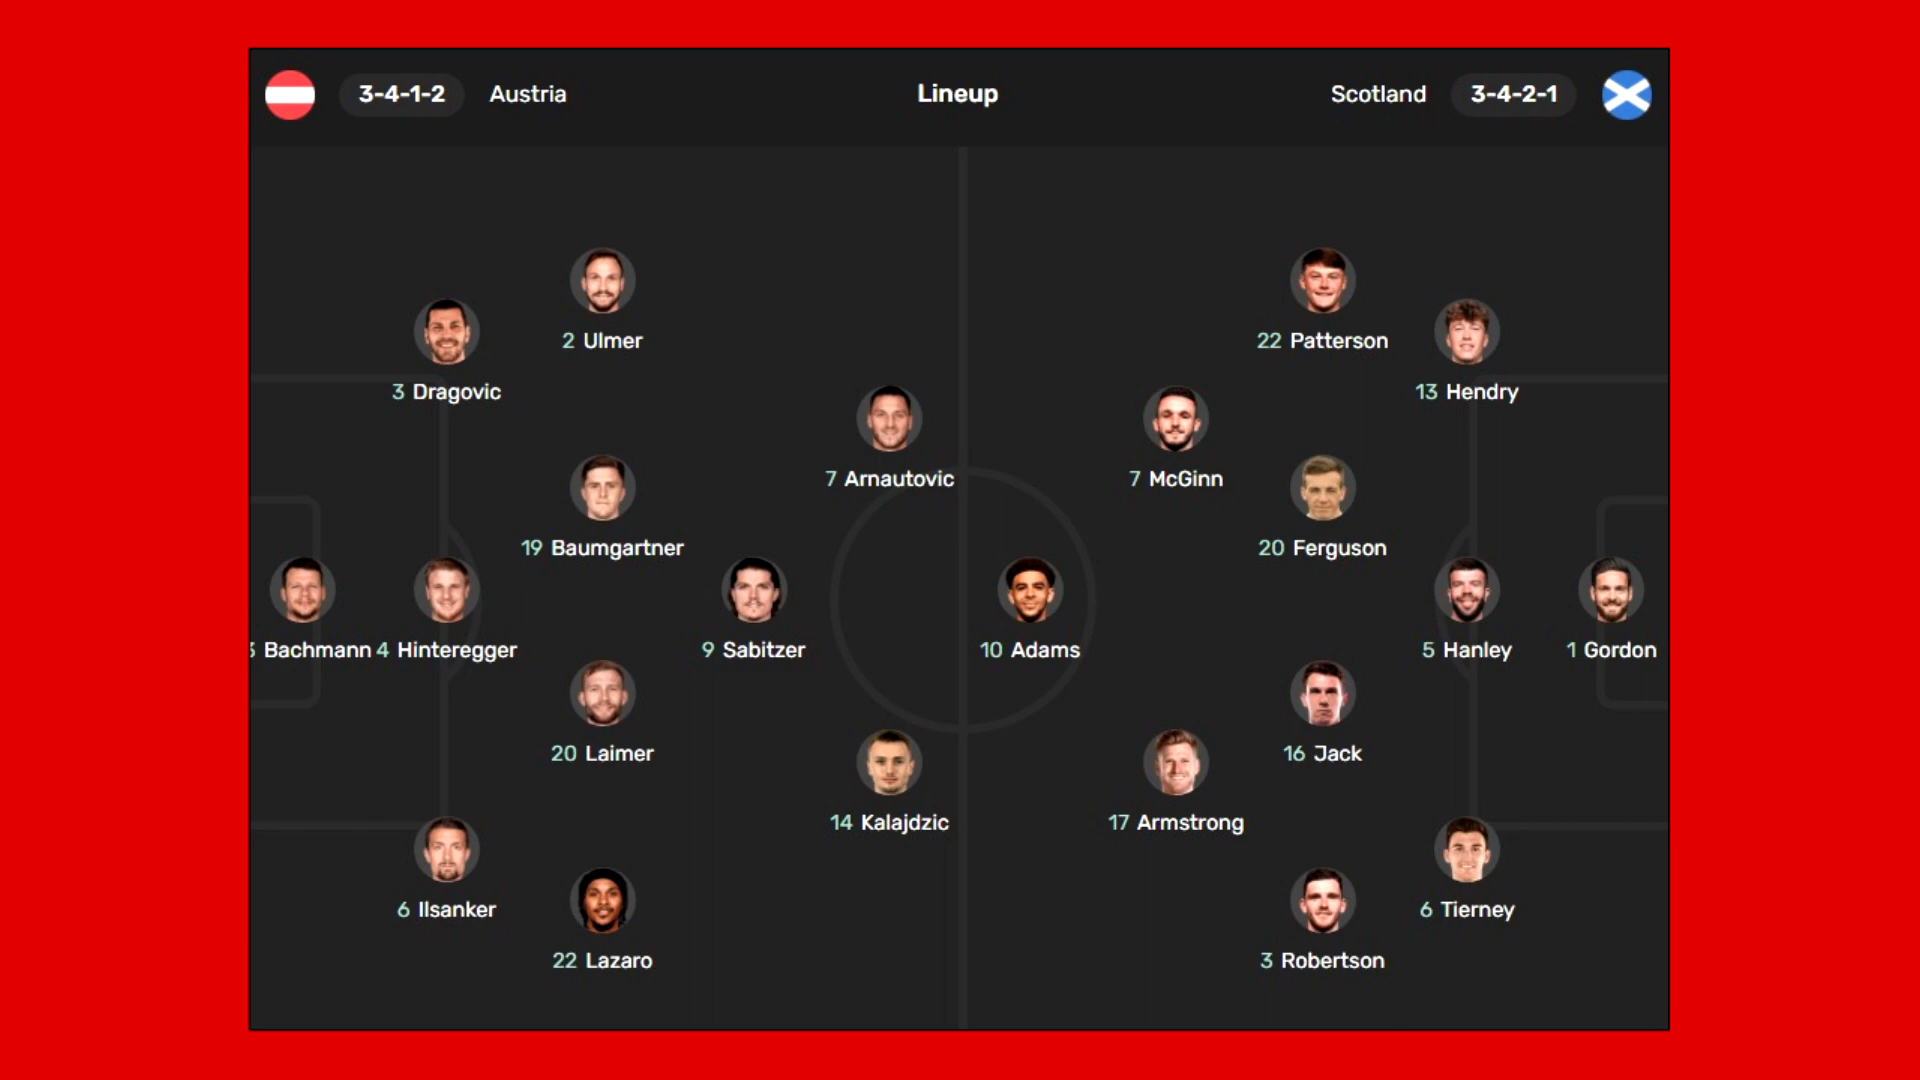 3-4-1-2 Austria Lineup Scotland 3-4-2-1
2 Ulmer
22 Patterson
3 Dragovic
13 Hendry
7 Arnautovic
7 McGinn
19 Baumgartner
20 Ferguson
Bachmann
4 Hinteregger
9 Sabitzer
10 Adams
5 Hanley
1 Gordon
20 Laimer
16 Jack
14 Kalajdzic
17 Armstrong
6 Ilsanker
6 Tierney
22 Lazaro
3 Robertson